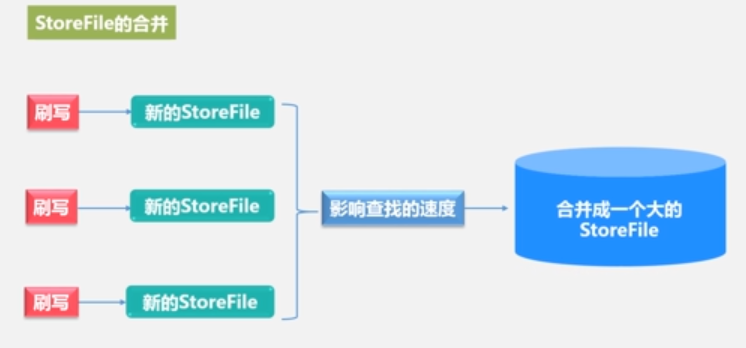 StoreFile的合并
刷写
新的StoreFile
刷写
新的StoreFile
刷写
新的StoreFile
影响查找的速度
合并成一个大的
StoreFile